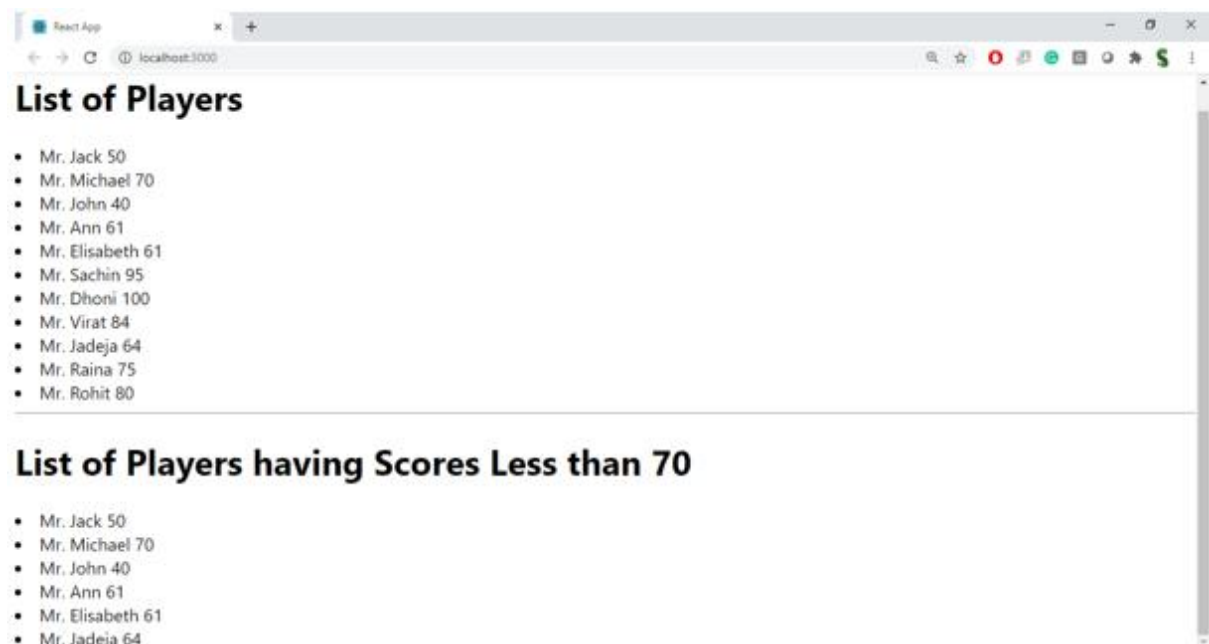 React App
localhost:3000
List of Players
• Mr. Jack 50
• Mr. Michael 70
• Mr. John 40
• Mr. Ann 61
• Mr. Elisabeth 61
• Mr. Sachin 95
• Mr. Dhoni 100
• Mr. Virat 84
• Mr. Jadeja 64
• Mr. Raina 75
• Mr. Rohit 80
List of Players having Scores Less than 70
• Mr. Jack 50
• Mr. Michael 70
• Mr. John 40
• Mr. Ann 61
• Mr. Elisabeth 61
• Mr. Jadeja 64